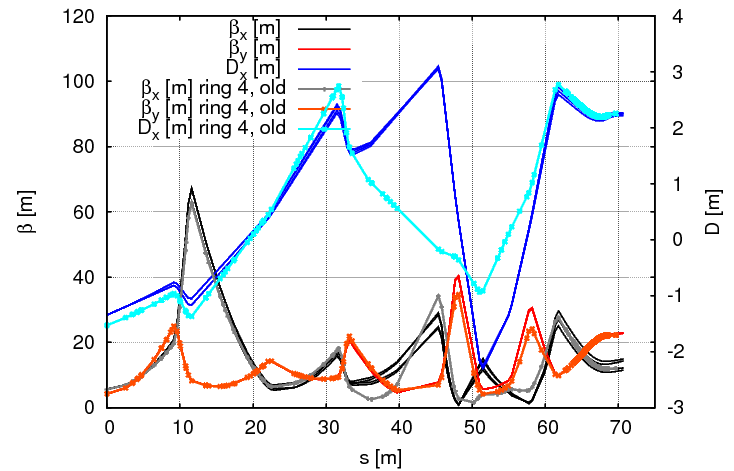 β_x [m]
β_y [m]
D_x [m]
β_x [m] ring 4, old
β_y [m] ring 4, old
D_x [m] ring 4, old
120
100
80
60
40
20
0
β [m]
4
3
2
1
0
-1
-2
-3
D [m]
0 10 20 30 40 50 60 70
s [m]